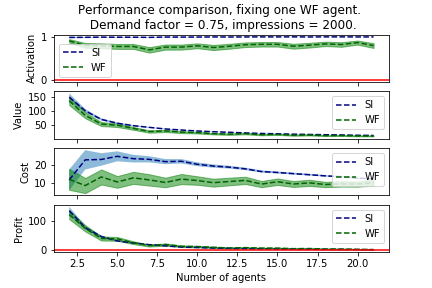 Performance comparison, fixing one WF agent.
Demand factor = 0.75, impressions = 2000.
Activation
1
0
SI
WF
Value
150
100
50
SI
WF
Cost
20
10
SI
WF
Profit
100
0
SI
WF
2.5 5.0 7.5 10.0 12.5 15.0 17.5 20.0
Number of agents